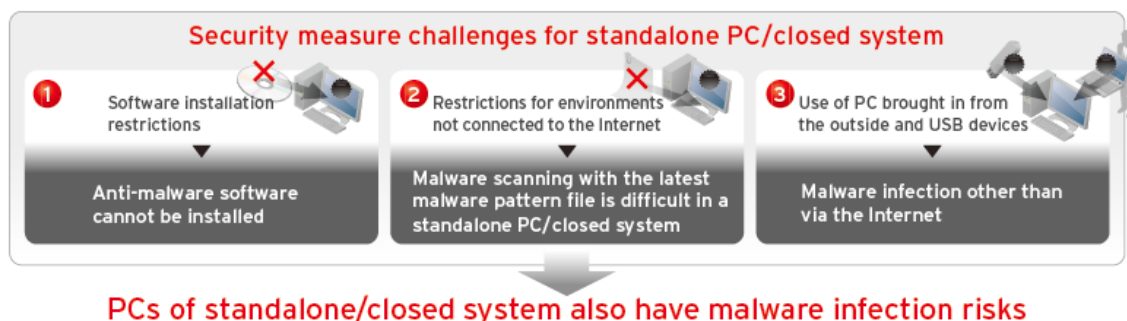 Security measure challenges for standalone PC/closed system
1
Software installation
restrictions
Anti-malware software
cannot be installed
2
Restrictions for environments
not connected to the Internet
Malware scanning with the latest
malware pattern file is difficult in a
standalone PC/closed system
3
Use of PC brought in from
the outside and USB devices
Malware infection other than
via the Internet
PCs of standalone/closed system also have malware infection risks